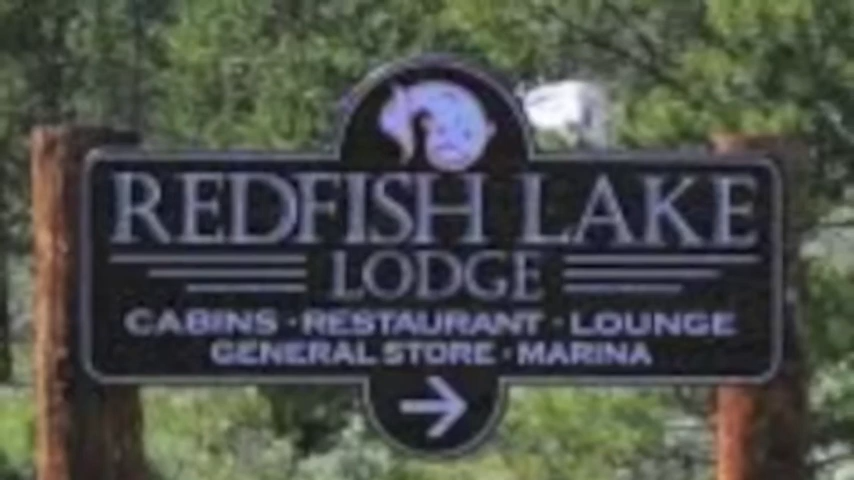 REDFISH LAKE
LODGE
CABINS · RESTAURANT · LOUNGE
GENERAL STORE · MARINA